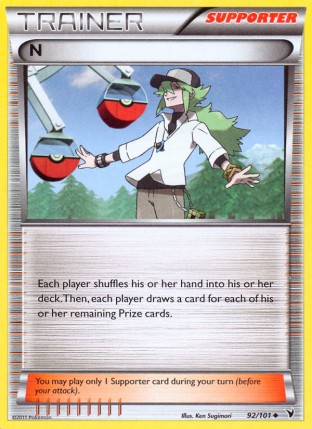 TRAINER SUPPORTER
N
Each player shuffles his or her hand into his or her
deck.Then, each player draws a card for each of his
or her remaining Prize cards.
You may play only 1 Supporter card during your turn (before
your attack).
©2011 Pokémon Illus. Ken Sugimori 92/101